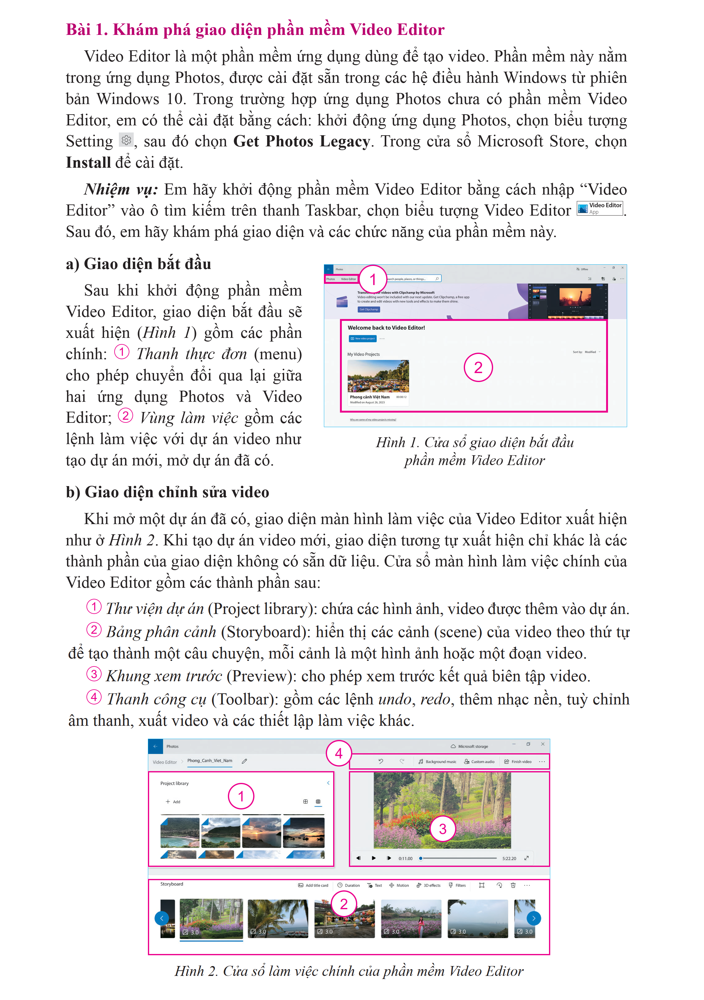 Bài 1. Khám phá giao diện phần mềm Video Editor
Video Editor là một phần mềm ứng dụng dùng để tạo video. Phần mềm này nằm
trong ứng dụng Photos, được cài đặt sẵn trong các hệ điều hành Windows từ phiên
bản Windows 10. Trong trường hợp ứng dụng Photos chưa có phần mềm Video
Editor, em có thể cài đặt bằng cách: khởi động ứng dụng Photos, chọn biểu tượng
Setting , sau đó chọn Get Photos Legacy. Trong cửa sổ Microsoft Store, chọn
Install để cài đặt.
Nhiệm vụ: Em hãy khởi động phần mềm Video Editor bằng cách nhập “Video
Editor” vào ô tìm kiếm trên thanh Taskbar, chọn biểu tượng Video Editor Video Editor App.
Sau đó, em hãy khám phá giao diện và các chức năng của phần mềm này.
a) Giao diện bắt đầu
Sau khi khởi động phần mềm
Video Editor, giao diện bắt đầu sẽ
xuất hiện (Hình 1) gồm các phần
chính: 1 Thanh thực đơn (menu)
cho phép chuyển đổi qua lại giữa
hai ứng dụng Photos và Video
Editor; 2 Vùng làm việc gồm các
lệnh làm việc với dự án video như
tạo dự án mới, mở dự án đã có.
Photos
Offline
Photos Video Editor
1
earch people, places, or things...
Transfor your videos with Clipchamp by Microsoft
Video editing won't be included with our next update. Get Clipchamp, a free app
to create and edit videos with new tools and effects to make them shine.
Get Clipchamp
Welcome back to Video Editor!
New video project
My Video Projects
Sort by: Modified
2
Phong cảnh Việt Nam 00:00:12
Modified on August 26, 2023
Why are some of my video projects missing?
Hình 1. Cửa sổ giao diện bắt đầu
phần mềm Video Editor
b) Giao diện chỉnh sửa video
Khi mở một dự án đã có, giao diện màn hình làm việc của Video Editor xuất hiện
như ở Hình 2. Khi tạo dự án video mới, giao diện tương tự xuất hiện chỉ khác là các
thành phần của giao diện không có sẵn dữ liệu. Cửa sổ màn hình làm việc chính của
Video Editor gồm các thành phần sau:
1 Thư viện dự án (Project library): chứa các hình ảnh, video được thêm vào dự án.
2 Bảng phân cảnh (Storyboard): hiển thị các cảnh (scene) của video theo thứ tự
để tạo thành một câu chuyện, mỗi cảnh là một hình ảnh hoặc một đoạn video.
3 Khung xem trước (Preview): cho phép xem trước kết quả biên tập video.
4 Thanh công cụ (Toolbar): gồm các lệnh undo, redo, thêm nhạc nền, tuỳ chỉnh
âm thanh, xuất video và các thiết lập làm việc khác.
Photos
Microsoft storage
4
Video Editor Phong_Canh_Viet_Nam
Background music Custom audio Finish video
Project library
1
Add
3
0:11.00 5:22.20
Storyboard
Add title card Duration Text Motion 3D effects Filters
2
3.0 3.0 3.0 3.0 3.0 3.0
Hình 2. Cửa sổ làm việc chính của phần mềm Video Editor